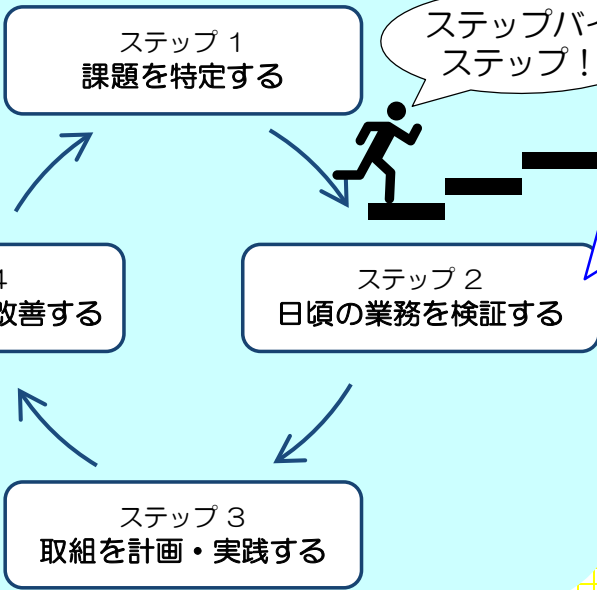 ステップ 1
課題を特定する
ステップバイ
ステップ！
4
改善する
ステップ 2
日頃の業務を検証する
ステップ 3
取組を計画・実践する